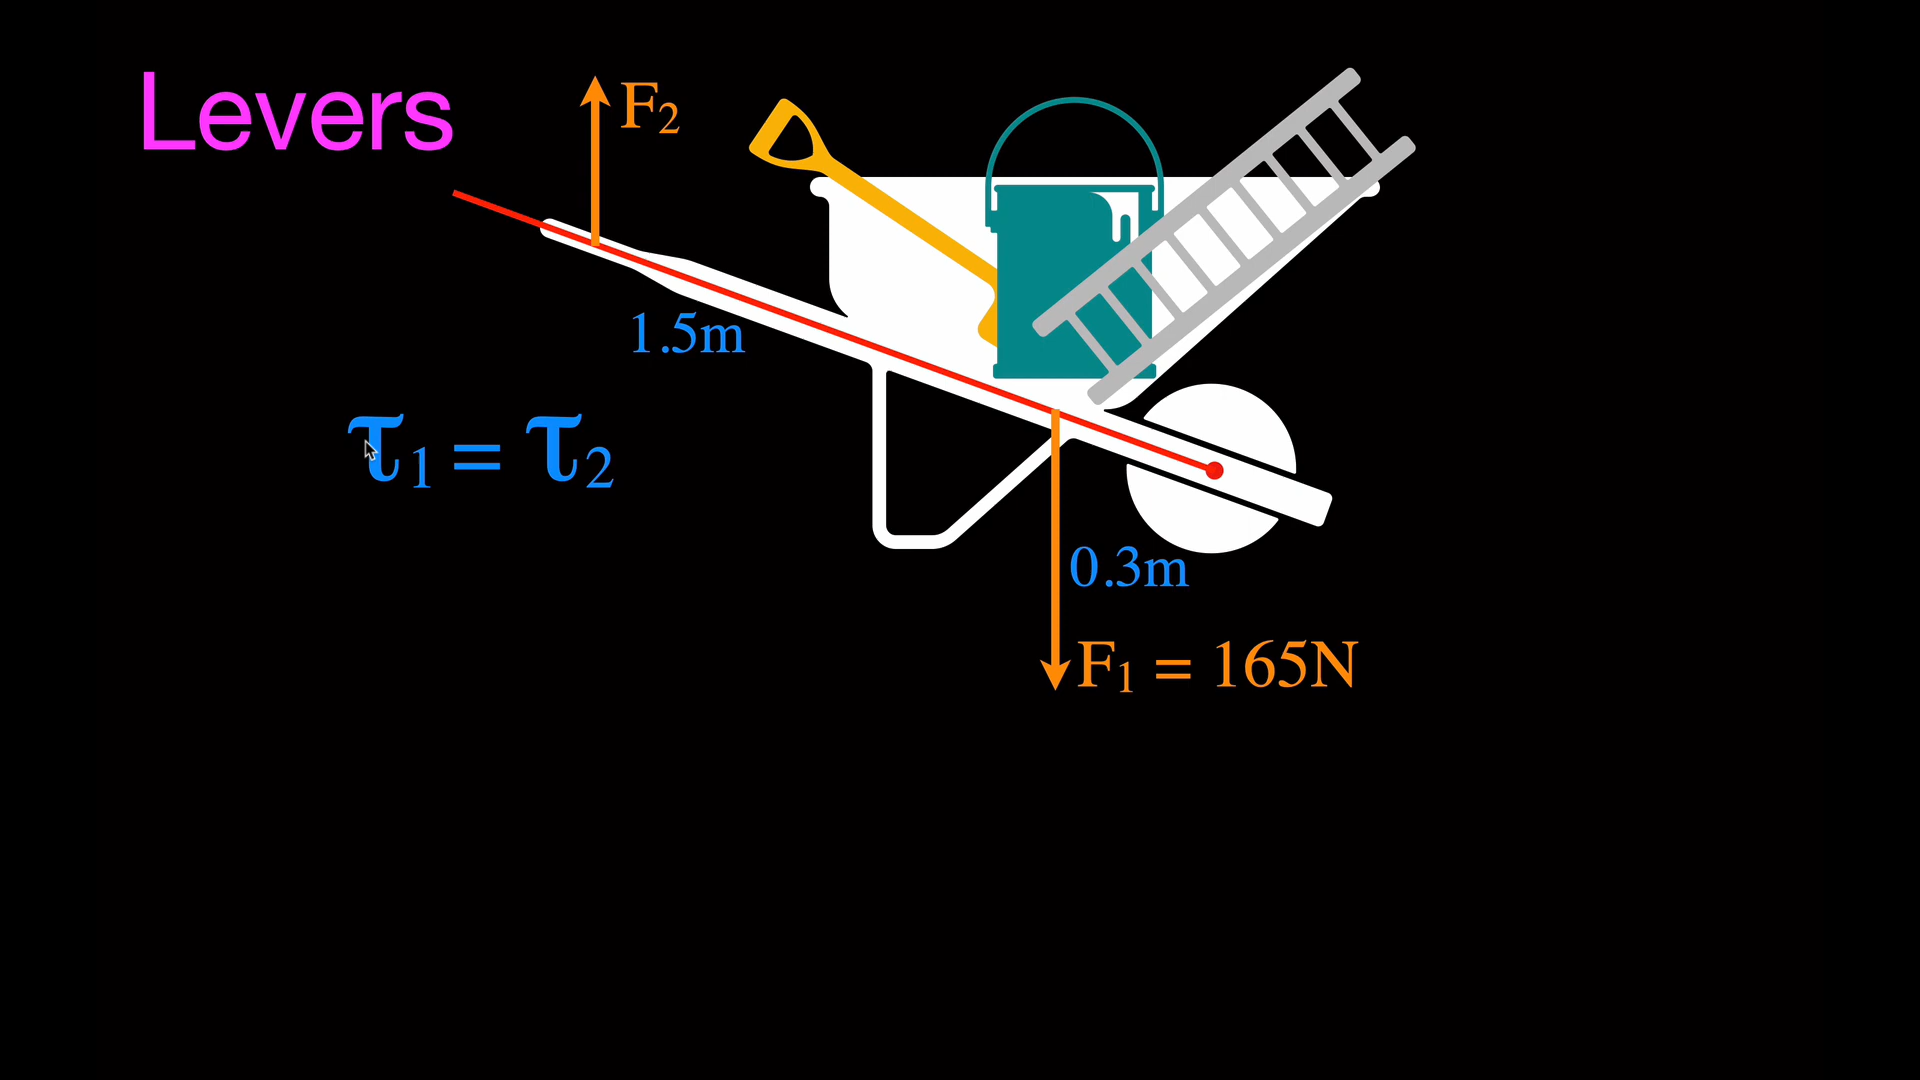 Levers
F₂
1.5m
τ₁ = τ₂
0.3m
F₁ = 165N